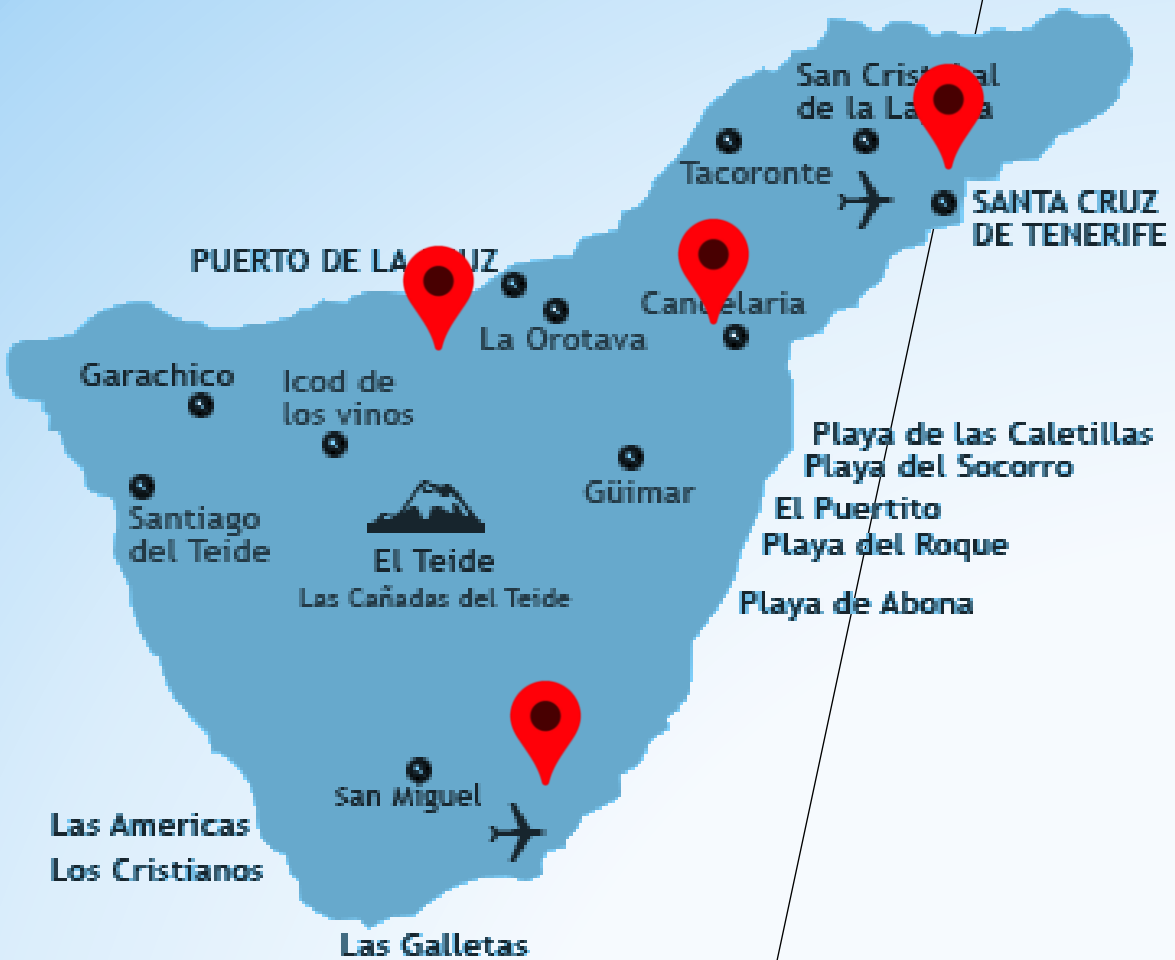 San
de la
Tacoronte
SANTA CRUZ
DE TENERIFE
PUERTO DE LA
Candelaria
La Orotava
Garachico
Icod de
los vinos
Playa de las Caletillas
Playa del Socorro
Güimar
El Puertito
Santiago
del Teide
Playa del Roque
El Teide
Las Cañadas del Teide
Playa de Abona
San Miguel
Las Americas
Los Cristianos
Las Galletas